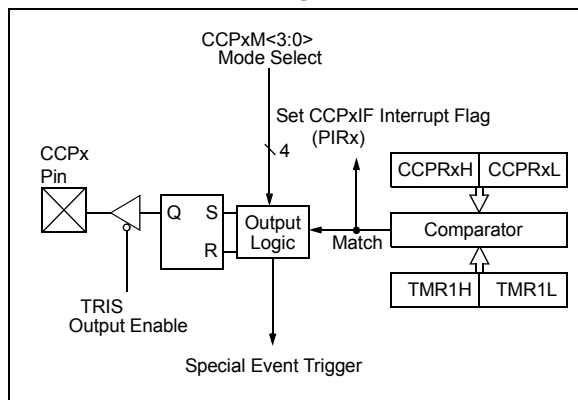 CCPxM<3:0>
Mode Select
Set CCPxIF Interrupt Flag
(PIRx)
4
CCPx
Pin
CCPRxH CCPRxL
Q S
Output
Logic
R
Match
Comparator
TMR1H TMR1L
TRIS
Output Enable
Special Event Trigger